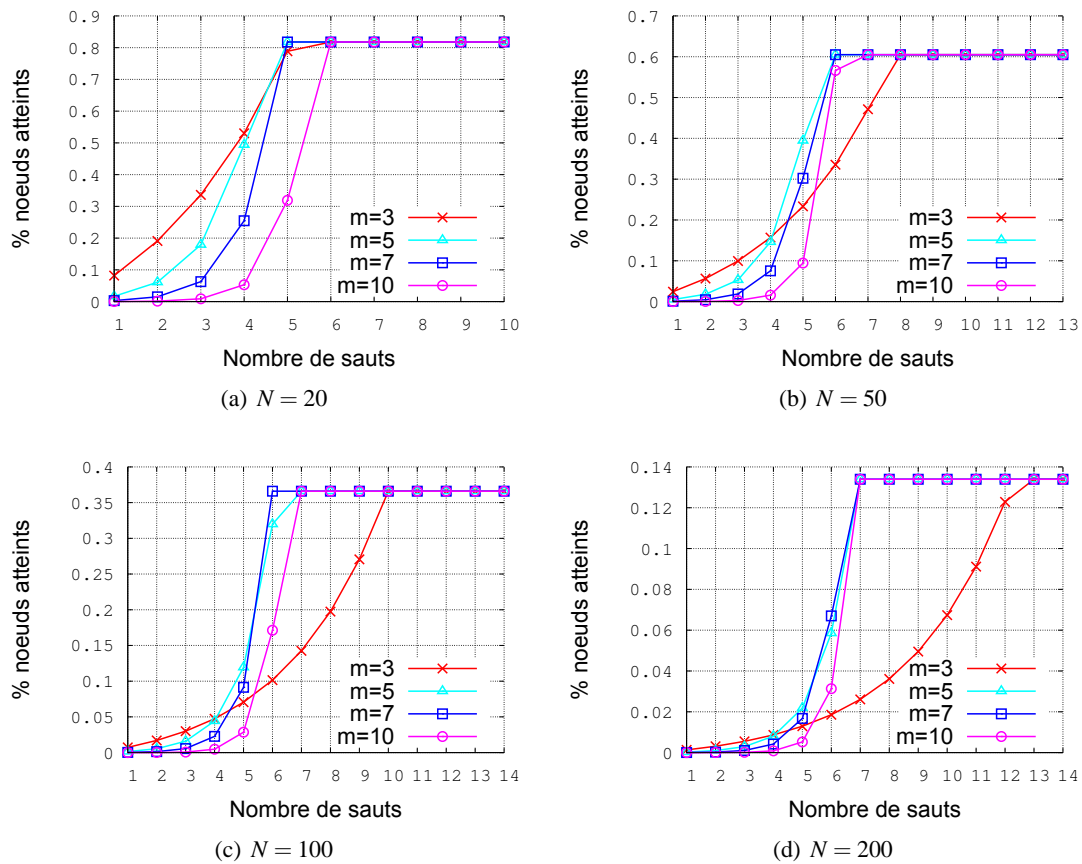 0.9
0.8
0.7
0.6
0.5
0.4
0.3
0.2
0.1
0
% noeuds atteints
m=3
m=5
m=7
m=10
1 2 3 4 5 6 7 8 9 10
Nombre de sauts
(a) N = 20
0.7
0.6
0.5
0.4
0.3
0.2
0.1
0
% noeuds atteints
m=3
m=5
m=7
m=10
1 2 3 4 5 6 7 8 9 10 11 12 13
Nombre de sauts
(b) N = 50
0.4
0.35
0.3
0.25
0.2
0.15
0.1
0.05
0
% noeuds atteints
m=3
m=5
m=7
m=10
1 2 3 4 5 6 7 8 9 10 11 12 13 14
Nombre de sauts
(c) N = 100
0.14
0.12
0.1
0.08
0.06
0.04
0.02
0
% noeuds atteints
m=3
m=5
m=7
m=10
1 2 3 4 5 6 7 8 9 10 11 12 13 14
Nombre de sauts
(d) N = 200